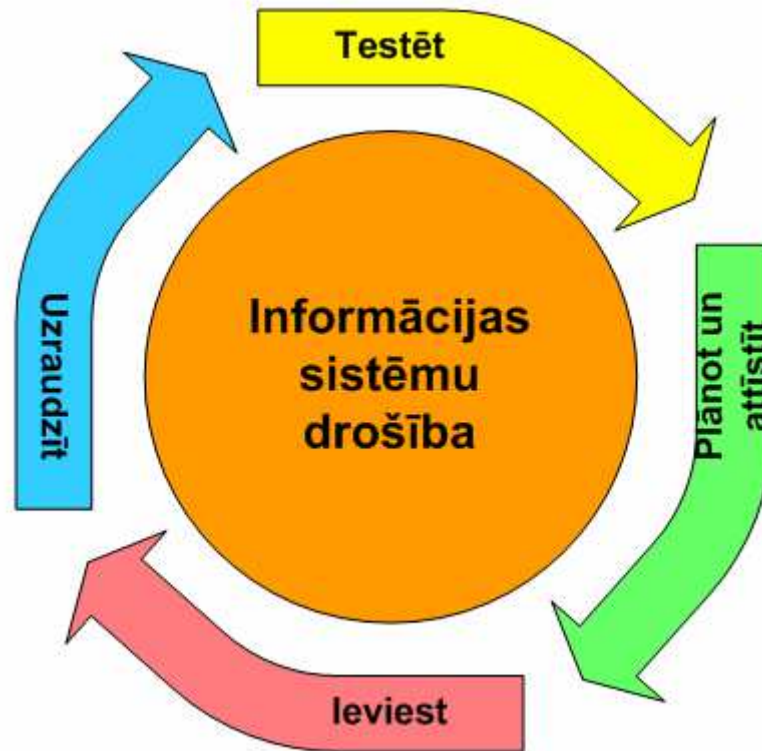 Testēt
Informācijas
sistēmu
drošība
Plānot un
attīstīt
Ieviest
Uzraudzīt